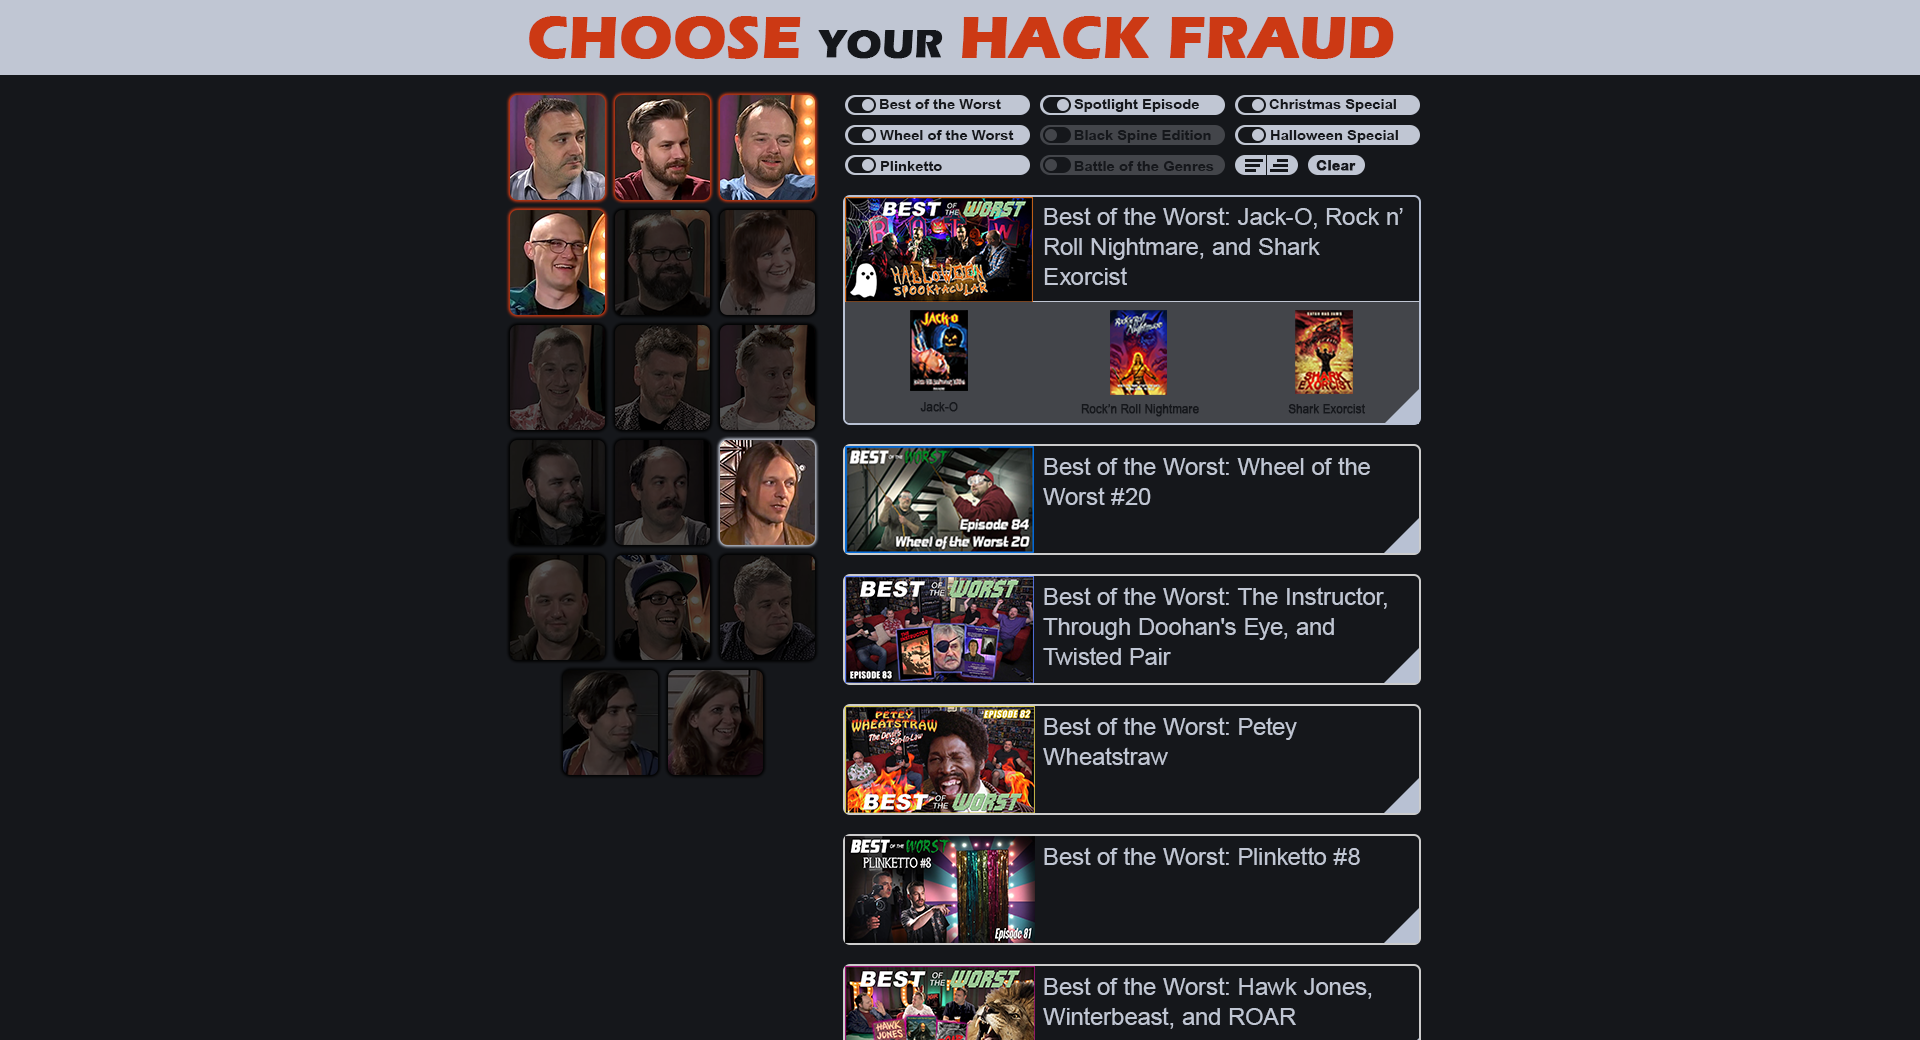 CHOOSE YOUR HACK FRAUD
Best of the Worst
Spotlight Episode
Christmas Special
Wheel of the Worst
Black Spine Edition
Halloween Special
Plinketto
Battle of the Genres
Clear
BEST OF THE WORST
HALLOWEEN
SPOOKTACULAR
Best of the Worst: Jack-O, Rock n’
Roll Nightmare, and Shark
Exorcist
JACK-O
Rock'n Roll
Nightmare
SHARK
EXORCIST
Jack-O
Rock'n Roll Nightmare
Shark Exorcist
BEST OF THE WORST
Episode 84
Wheel of the Worst 20
Best of the Worst: Wheel of the
Worst #20
BEST OF THE WORST
THE INSTRUCTOR
EPISODE 83
Best of the Worst: The Instructor,
Through Doohan's Eye, and
Twisted Pair
PETEY
WHEATSTRAW
The Devil's Son-in-Law
EPISODE 82
BEST OF THE WORST
Best of the Worst: Petey
Wheatstraw
BEST OF THE WORST
PLINKETTO #8
Episode 81
Best of the Worst: Plinketto #8
BEST OF THE WORST
HAWK
JONES
Best of the Worst: Hawk Jones,
Winterbeast, and ROAR